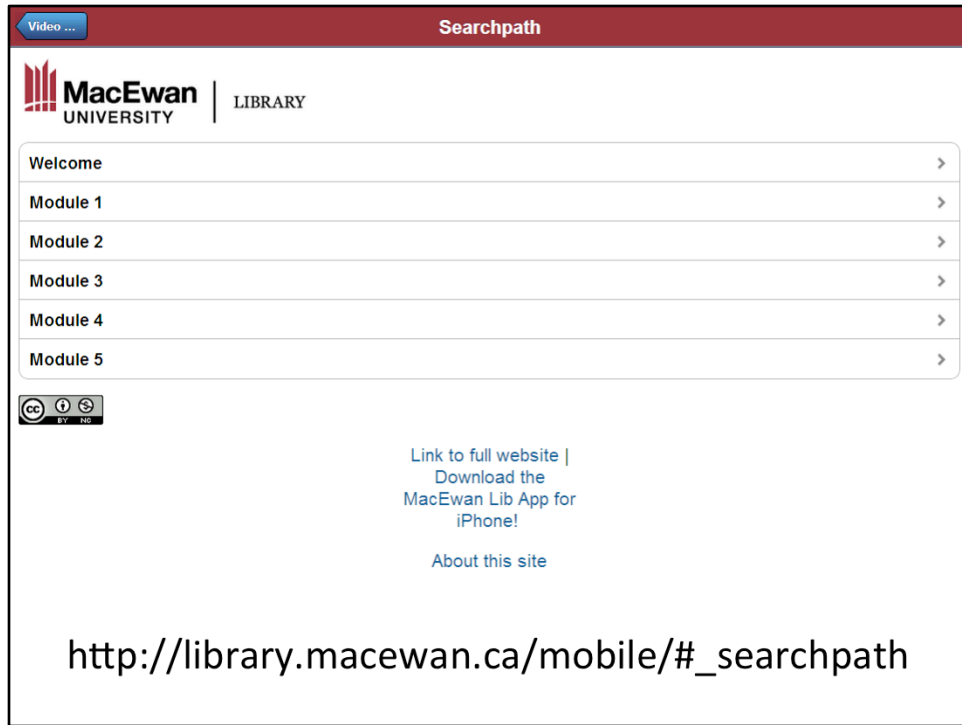 Video ...
Searchpath
MacEwan
UNIVERSITY
LIBRARY
Welcome
Module 1
Module 2
Module 3
Module 4
Module 5
cc
BY NC
Link to full website |
Download the
MacEwan Lib App for
iPhone!
About this site
http://library.macewan.ca/mobile/#_searchpath